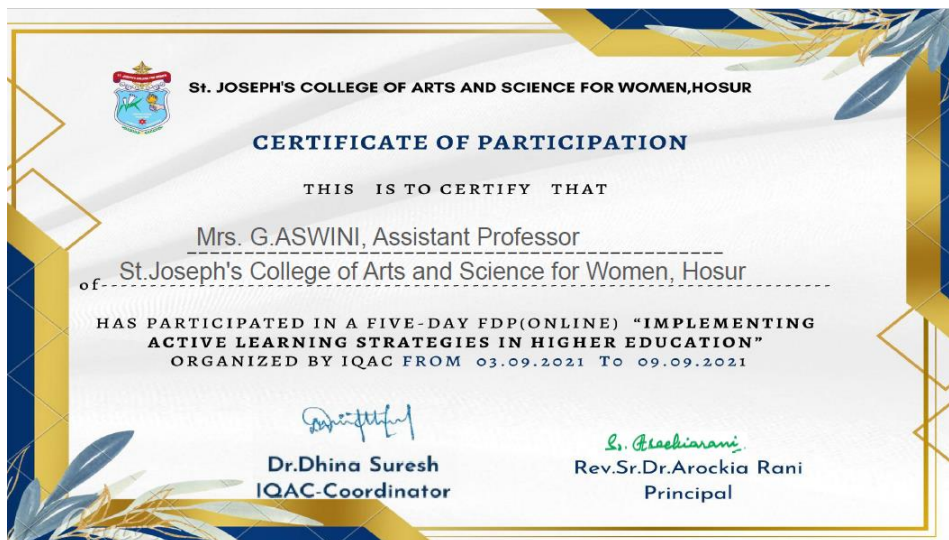 St. JOSEPH'S COLLEGE OF ARTS AND SCIENCE FOR WOMEN,HOSUR
CERTIFICATE OF PARTICIPATION
THIS IS TO CERTIFY THAT
Mrs. G.ASWINI, Assistant Professor
of St.Joseph's College of Arts and Science for Women, Hosur
HAS PARTICIPATED IN A FIVE-DAY FDP(ONLINE) “IMPLEMENTING
ACTIVE LEARNING STRATEGIES IN HIGHER EDUCATION”
ORGANIZED BY IQAC FROM 03.09.2021 To 09.09.2021
Dr.Dhina Suresh
IQAC-Coordinator
Rev.Sr.Dr.Arockia Rani
Principal